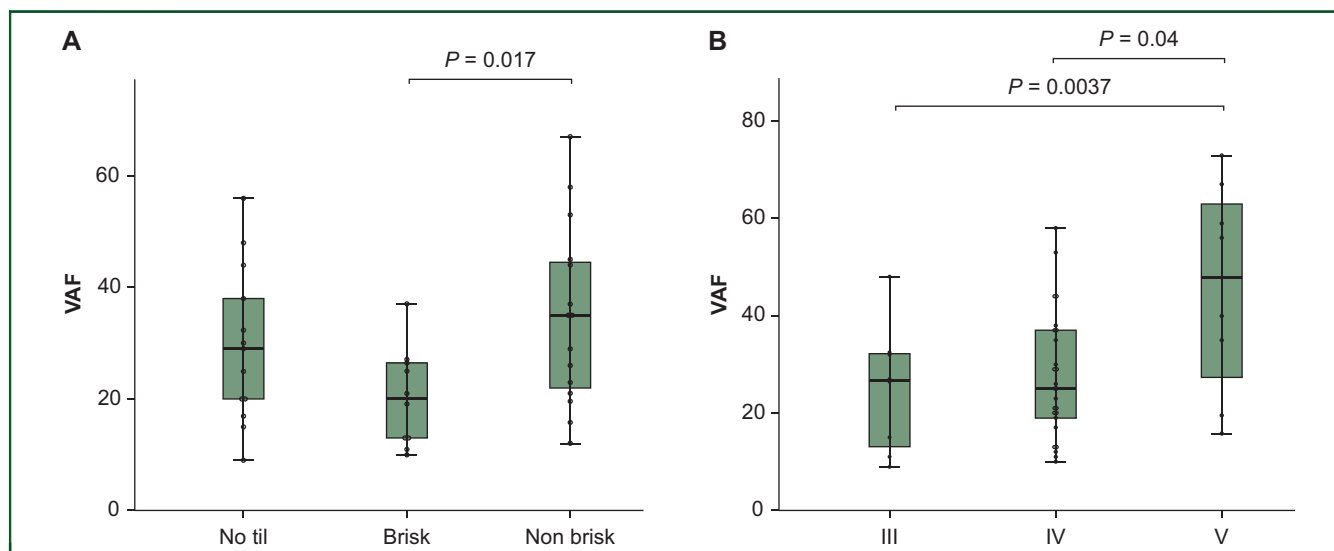 A
P = 0.017
VAF
60
40
20
0
No til Brisk Non brisk
B
P = 0.04
P = 0.0037
VAF
80
60
40
20
0
III IV V